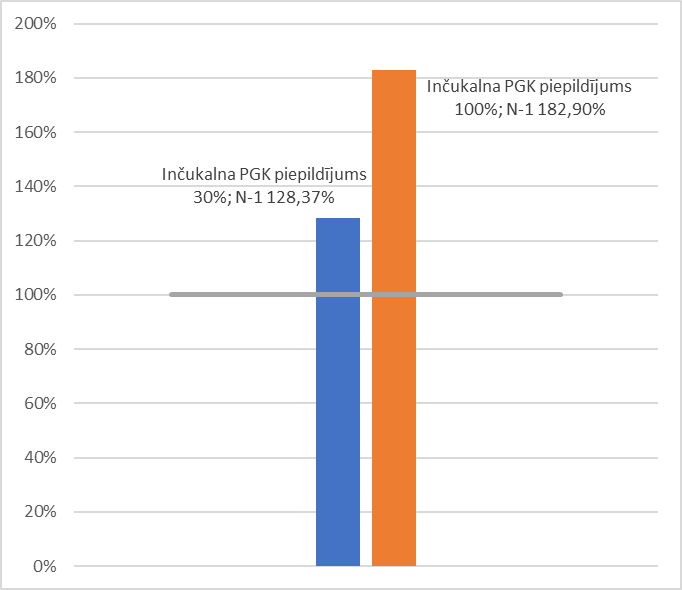 200%
180%
160%
140%
120%
100%
80%
60%
40%
20%
0%
Inčukalna PGK piepildījums
30%; N-1 128,37%
Inčukalna PGK piepildījums
100%; N-1 182,90%